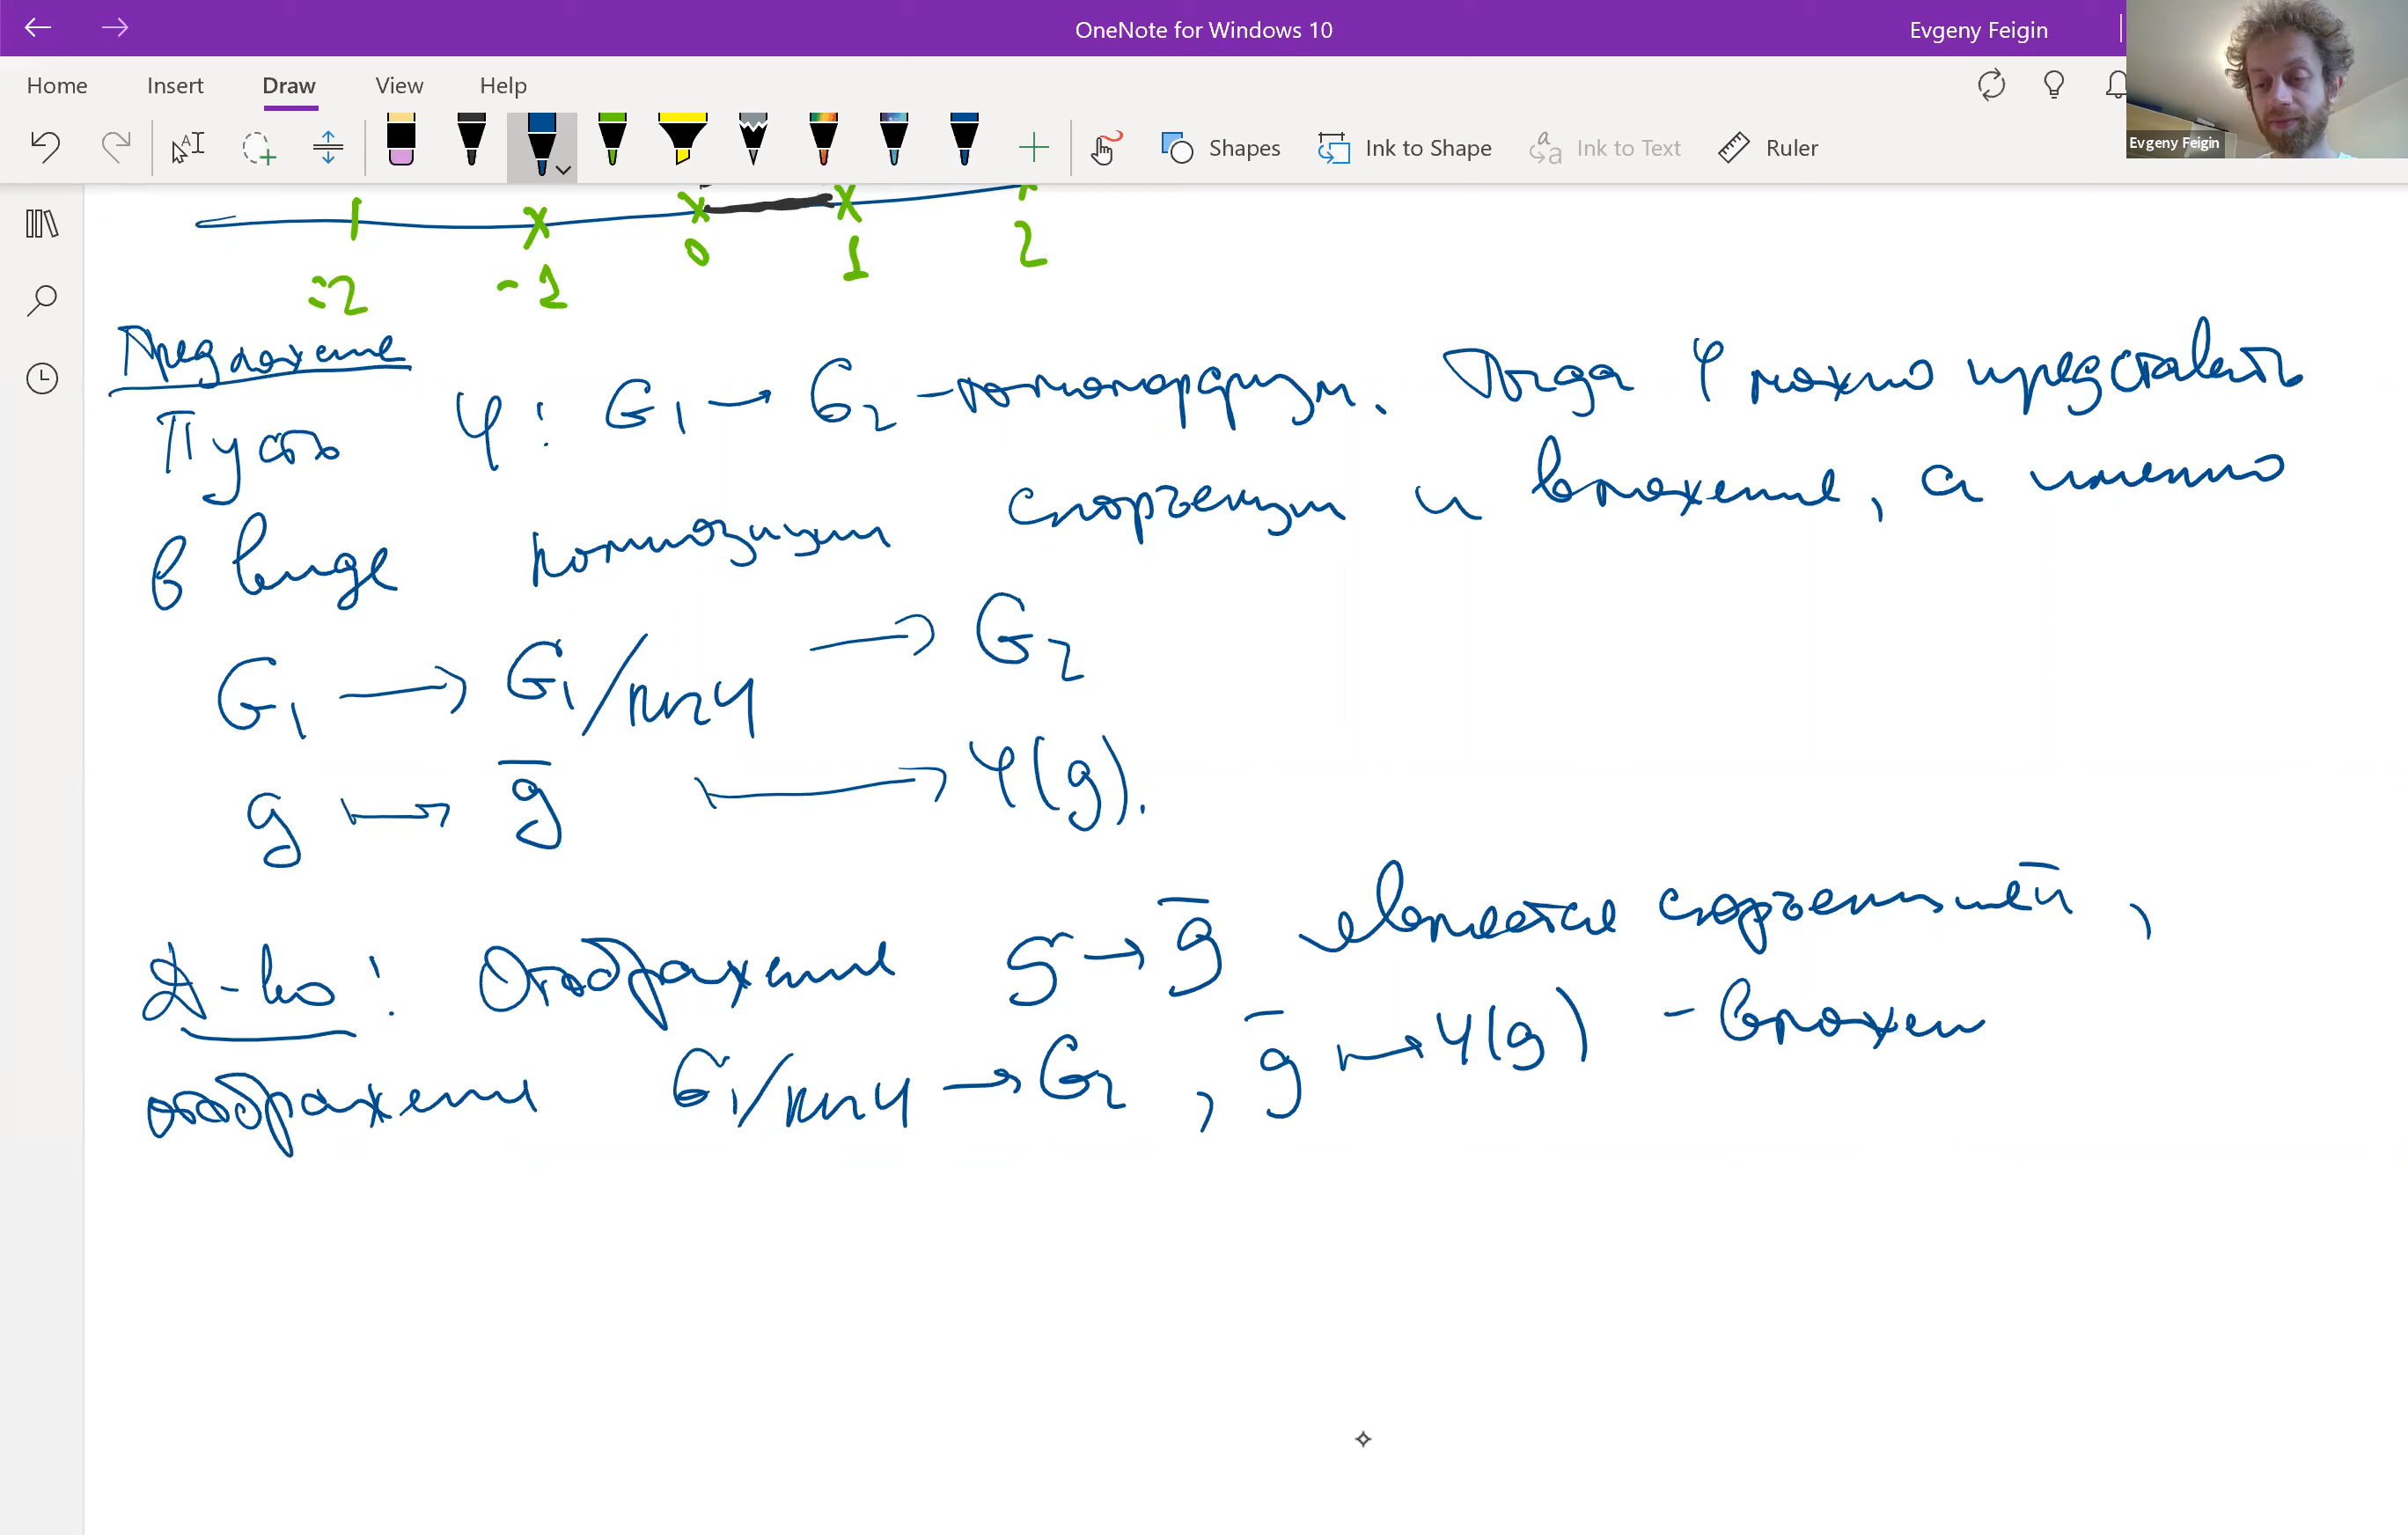 OneNote for Windows 10
Evgeny Feigin
Home Insert Draw View Help
Shapes Ink to Shape Ink to Text Ruler
Evgeny Feigin
-2 -1 0 1 2
Предложение
Пусть φ: G₁ → G₂ - гомоморфизм. Тогда φ можно представить
в виде композиции сюръекции и вложения, а именно
G₁ → G₁/ker φ → G₂
g ↦ g̅ ↦ φ(g).
Д-во: Отображение g → g̅ является сюръекцией,
отображение G₁/ker φ → G₂, g̅ ↦ φ(g) - вложен